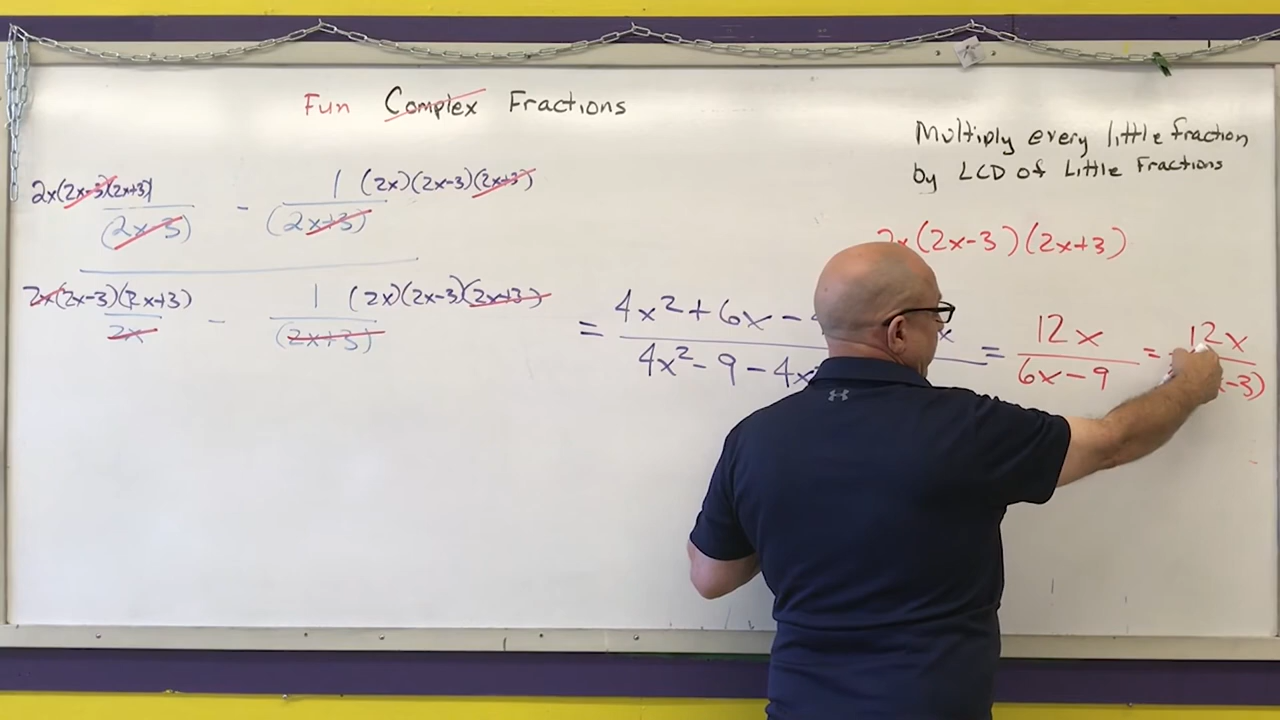 Fun Complex Fractions
Multiply every little fraction
by LCD of Little Fractions
2x(2x-3)(2x+3)
2x(2x-3)(2x+3)
(2x-3)
-
1 (2x)(2x-3)(2x+3)
(2x+3)
2x(2x-3)(2x+3)
2x
-
1 (2x)(2x-3)(2x+3)
(2x+3)
= 4x²+6x-
4x²-9-4x
= 12x
6x-9
= 12x
-3)